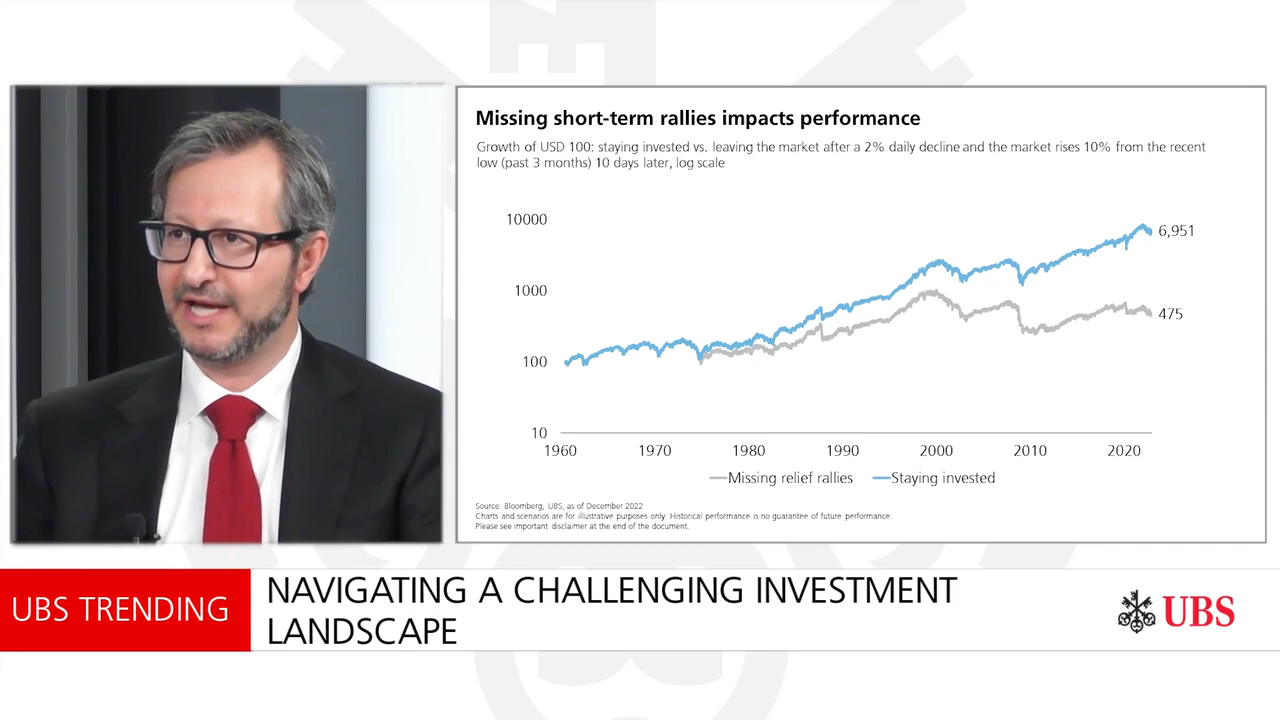 Missing short-term rallies impacts performance
Growth of USD 100: staying invested vs. leaving the market after a 2% daily decline and the market rises 10% from the recent
low (past 3 months) 10 days later, log scale
10000
6,951
1000
475
100
10
1960 1970 1980 1990 2000 2010 2020
Missing relief rallies Staying invested
Source: Bloomberg, UBS, as of December 2022
Charts and scenarios are for illustrative purposes only. Historical performance is no guarantee of future performance.
Please see important disclaimer at the end of the document.
UBS TRENDING
NAVIGATING A CHALLENGING INVESTMENT
LANDSCAPE
UBS